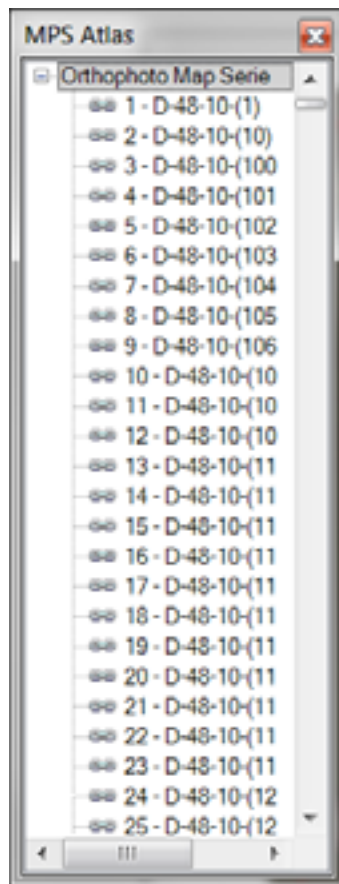 MPS Atlas
Orthophoto Map Serie
1 - D-48-10-(1)
2 - D-48-10-(10)
3 - D-48-10-(100
4 - D-48-10-(101
5 - D-48-10-(102
6 - D-48-10-(103
7 - D-48-10-(104
8 - D-48-10-(105
9 - D-48-10-(106
10 - D-48-10-(10
11 - D-48-10-(10
12 - D-48-10-(10
13 - D-48-10-(11
14 - D-48-10-(11
15 - D-48-10-(11
16 - D-48-10-(11
17 - D-48-10-(11
18 - D-48-10-(11
19 - D-48-10-(11
20 - D-48-10-(11
21 - D-48-10-(11
22 - D-48-10-(11
23 - D-48-10-(11
24 - D-48-10-(12
25 - D-48-10-(12